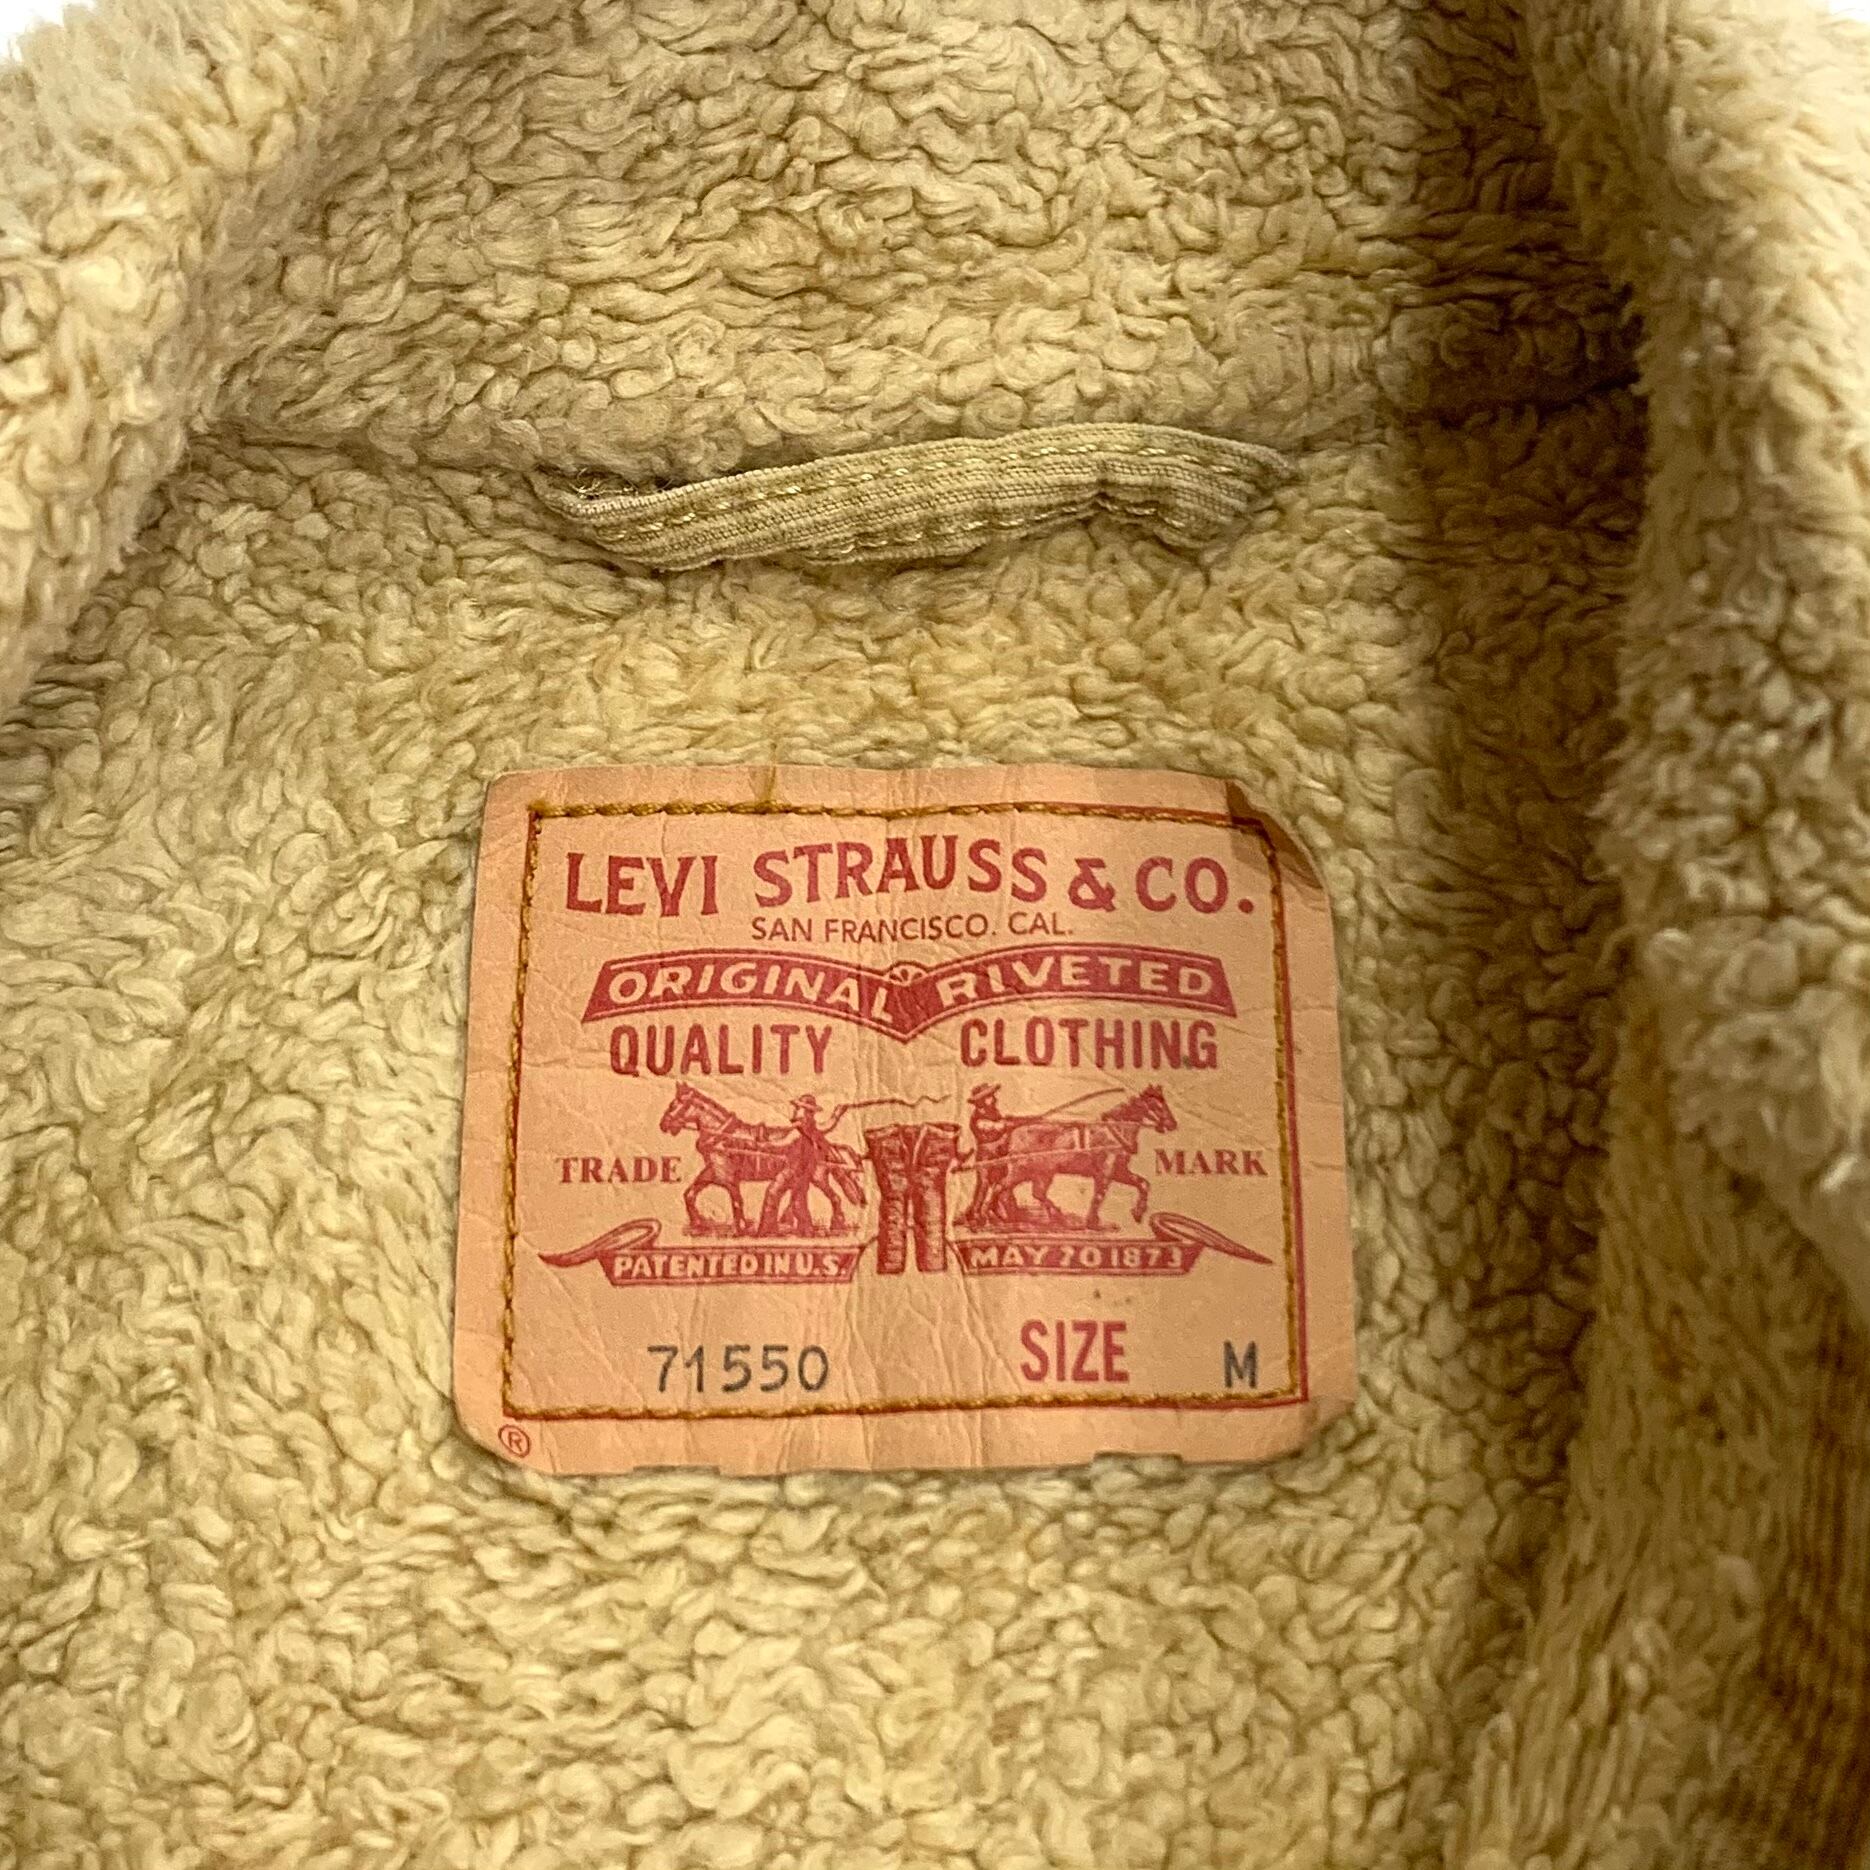 LEVI STRAUSS & CO.
SAN FRANCISCO. CAL.
ORIGINAL RIVETED
QUALITY CLOTHING
TRADE MARK
PATENTED IN U.S. MAY 20 1873
71550 SIZE M
®